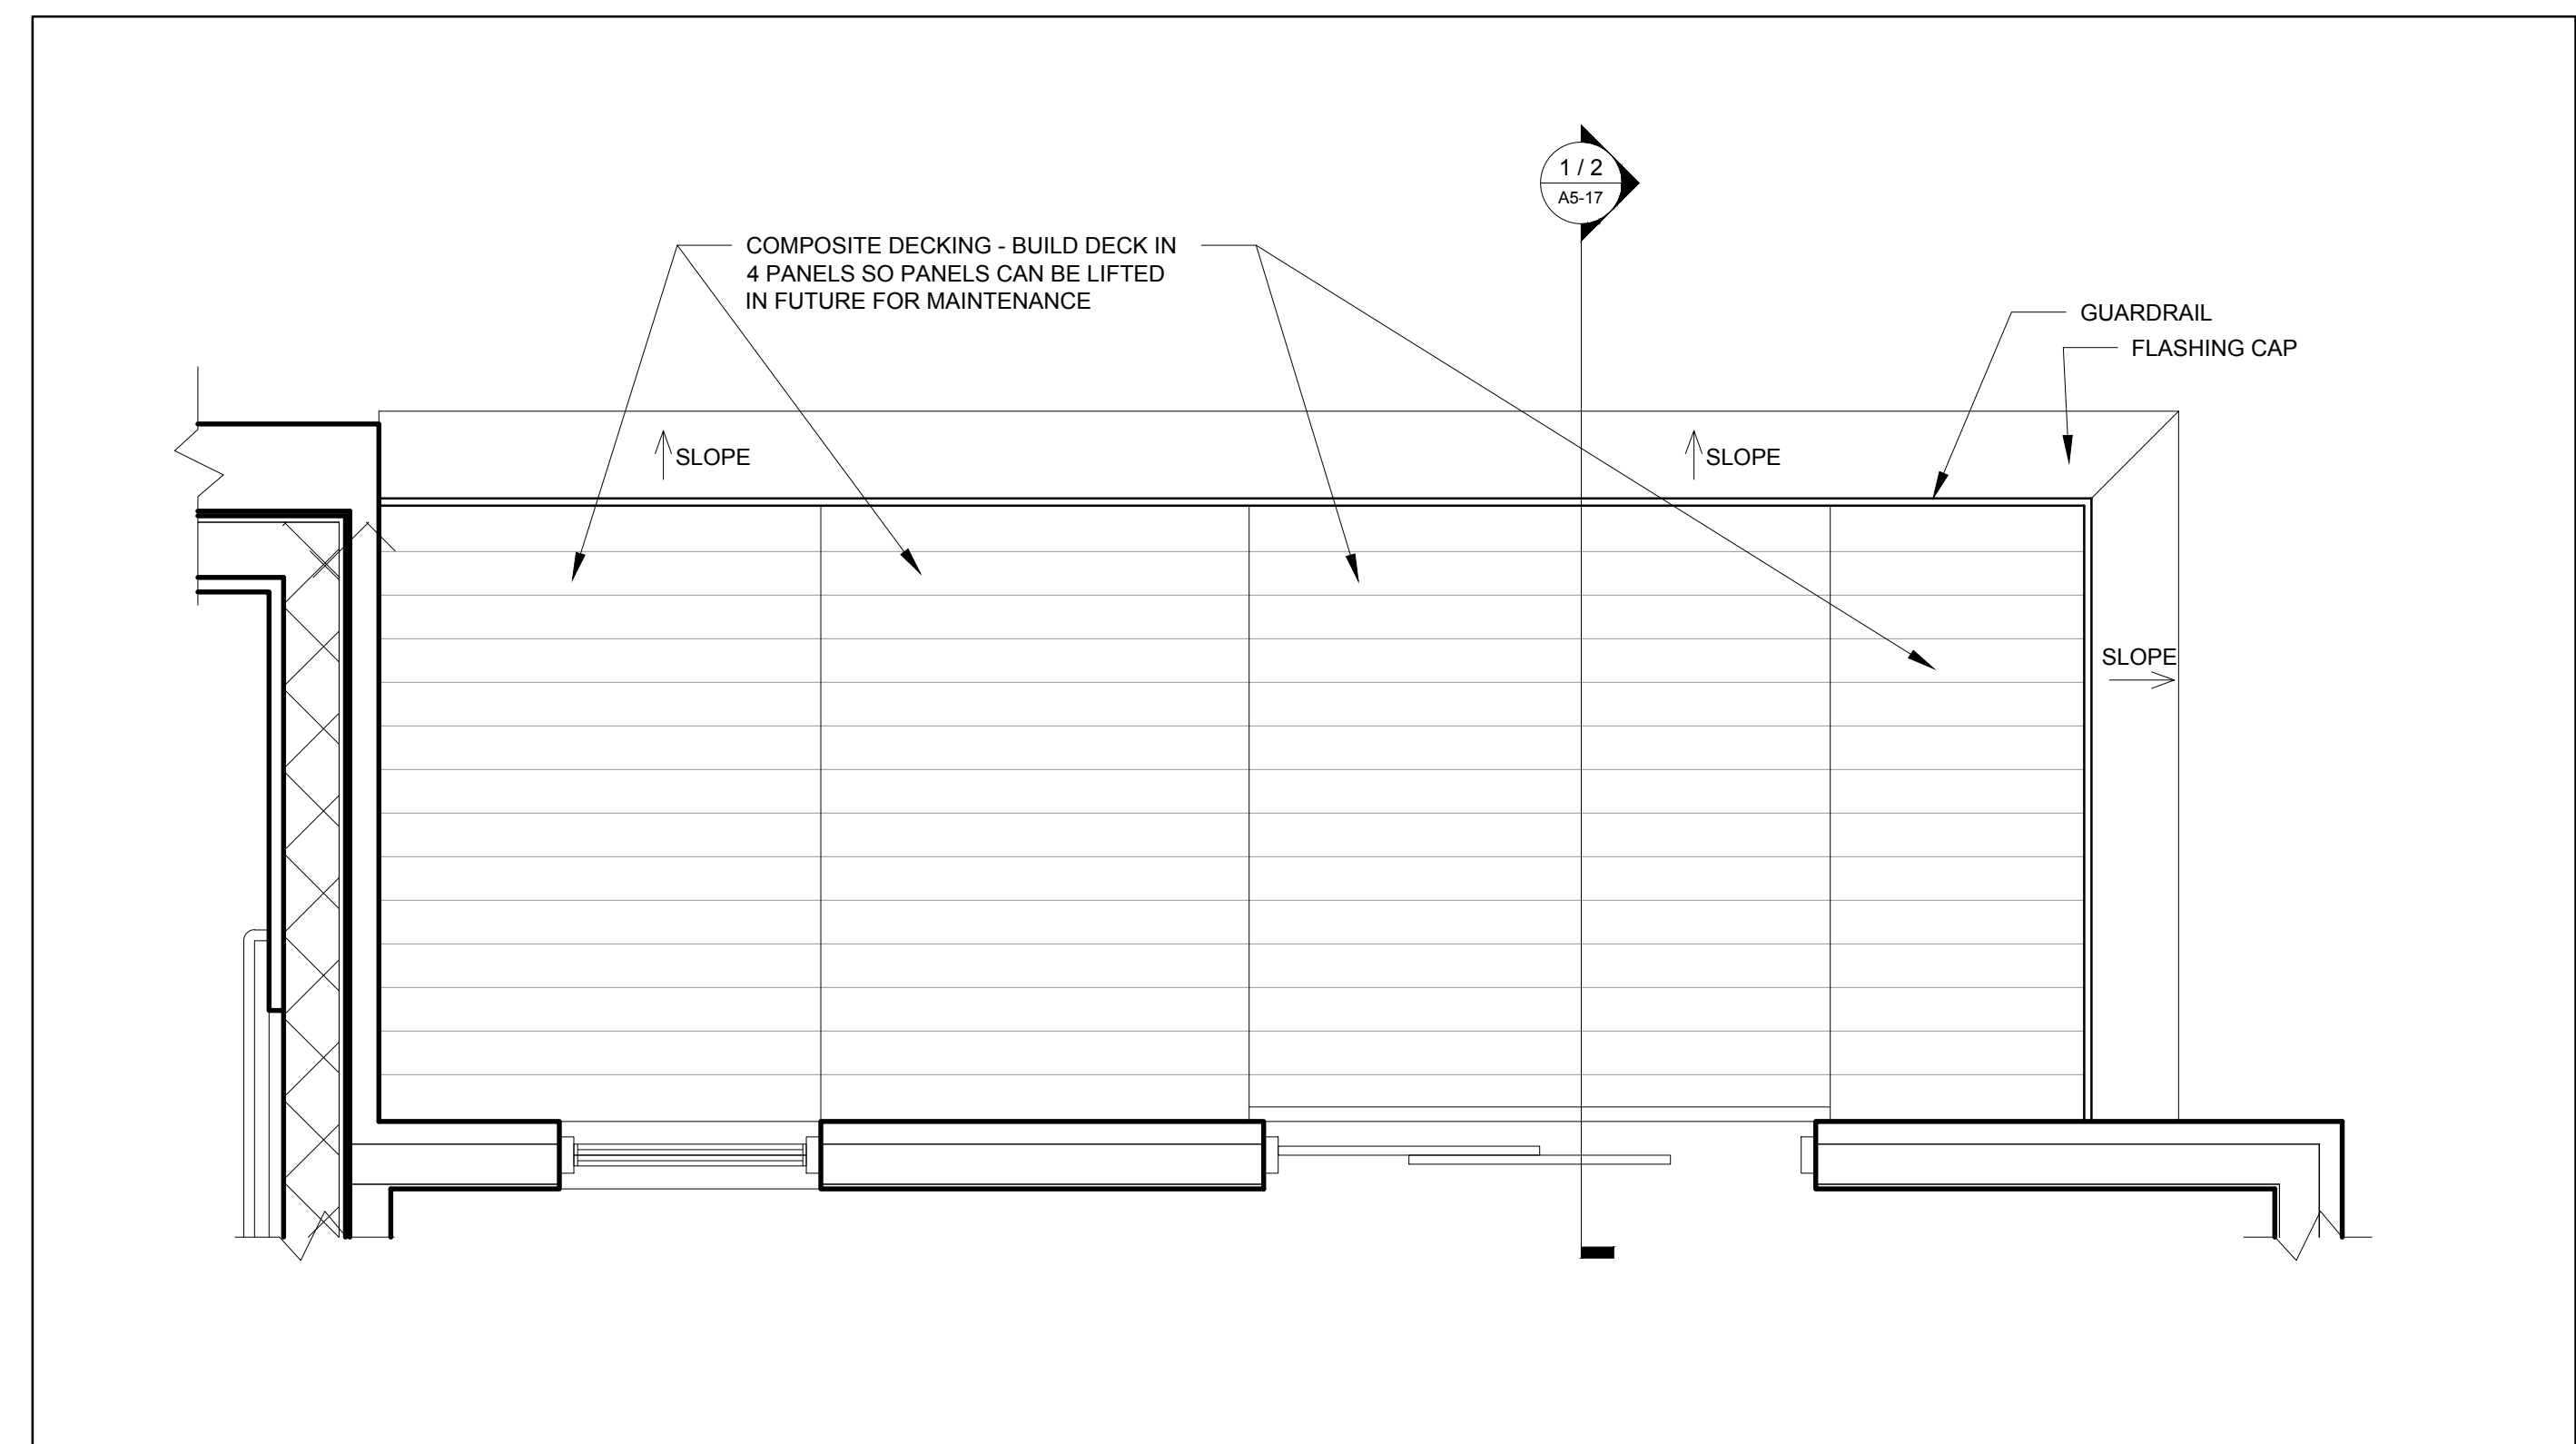 1 / 2
A5-17
COMPOSITE DECKING - BUILD DECK IN
4 PANELS SO PANELS CAN BE LIFTED
IN FUTURE FOR MAINTENANCE
GUARDRAIL
FLASHING CAP
SLOPE
SLOPE
SLOPE